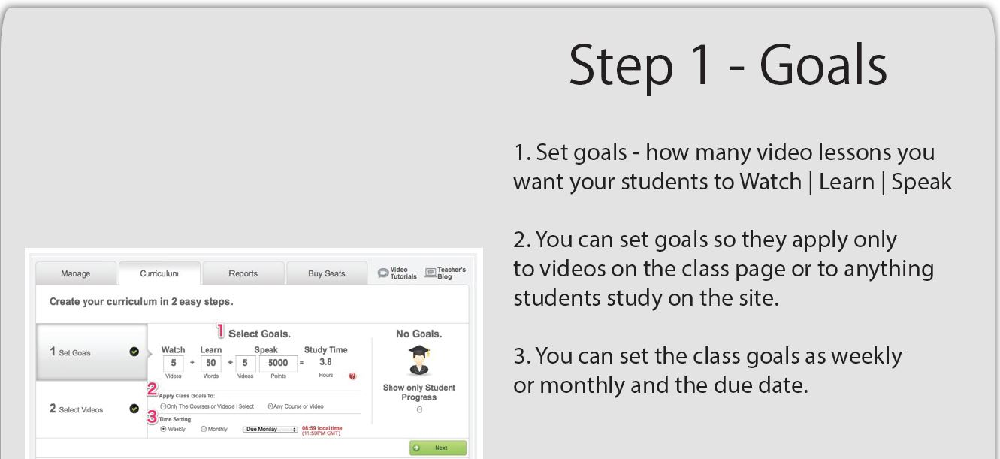 Step 1 - Goals
1. Set goals - how many video lessons you
want your students to Watch | Learn | Speak
2. You can set goals so they apply only
to videos on the class page or to anything
students study on the site.
3. You can set the class goals as weekly
or monthly and the due date.
Manage Curriculum Reports Buy Seats Video Tutorials Teacher's Blog
Create your curriculum in 2 easy steps.
1 Set Goals
2 Select Videos
1 Select Goals.
Watch Learn Speak Study Time
5 + 50 + 5 5000 = 3.8
Videos Words Videos Points Hours ?
2 Apply Class Goals To:
Only The Courses or Videos I Select Any Course or Video
3 Time Setting:
Weekly Monthly Due Monday 08:59 local time
(11:59PM GMT)
No Goals.
Show only Student
Progress
Next